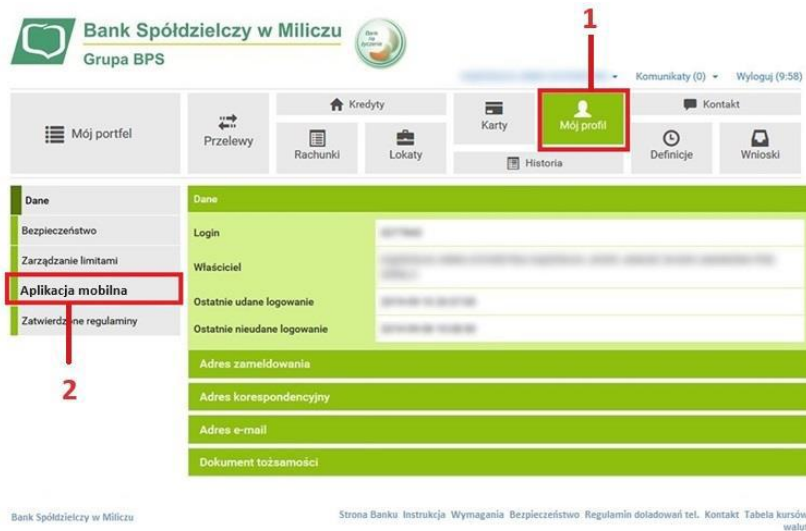 Bank Spółdzielczy w Miliczu
Grupa BPS
Bank
na
życzenie
1
Komunikaty (0)
Wyloguj (9:58)
Mój portfel
Przelewy
Kredyty
Rachunki
Lokaty
Karty
Historia
Mój profil
Kontakt
Definicje
Wnioski
Dane
Bezpieczeństwo
Zarządzanie limitami
Aplikacja mobilna
Zatwierdzone regulaminy
2
Dane
Login
Właściciel
Ostatnie udane logowanie
Ostatnie nieudane logowanie
Adres zameldowania
Adres korespondencyjny
Adres e-mail
Dokument tożsamości
Bank Spółdzielczy w Miliczu
Strona Banku Instrukcja Wymagania Bezpieczeństwo Regulamin doładowań tel. Kontakt Tabela kursów
walut